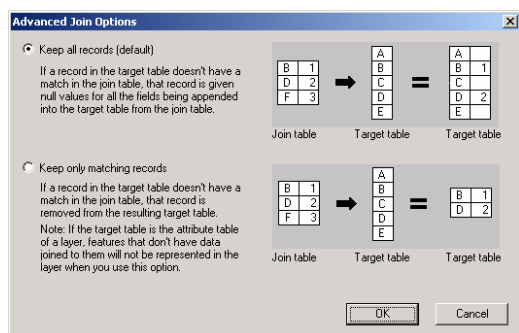 Advanced Join Options
Keep all records (default)
If a record in the target table doesn't have a
match in the join table, that record is given
null values for all the fields being appended
into the target table from the join table.
B 1
D 2
F 3
A
B
C
D
E
A
B 1
C
D 2
E
Join table Target table Target table
Keep only matching records
If a record in the target table doesn't have a
match in the join table, that record is
removed from the resulting target table.
Note: If the target table is the attribute table
of a layer, features that don't have data
joined to them will not be represented in the
layer when you use this option.
B 1
D 2
F 3
A
B
C
D
E
B 1
D 2
Join table Target table Target table
OK Cancel